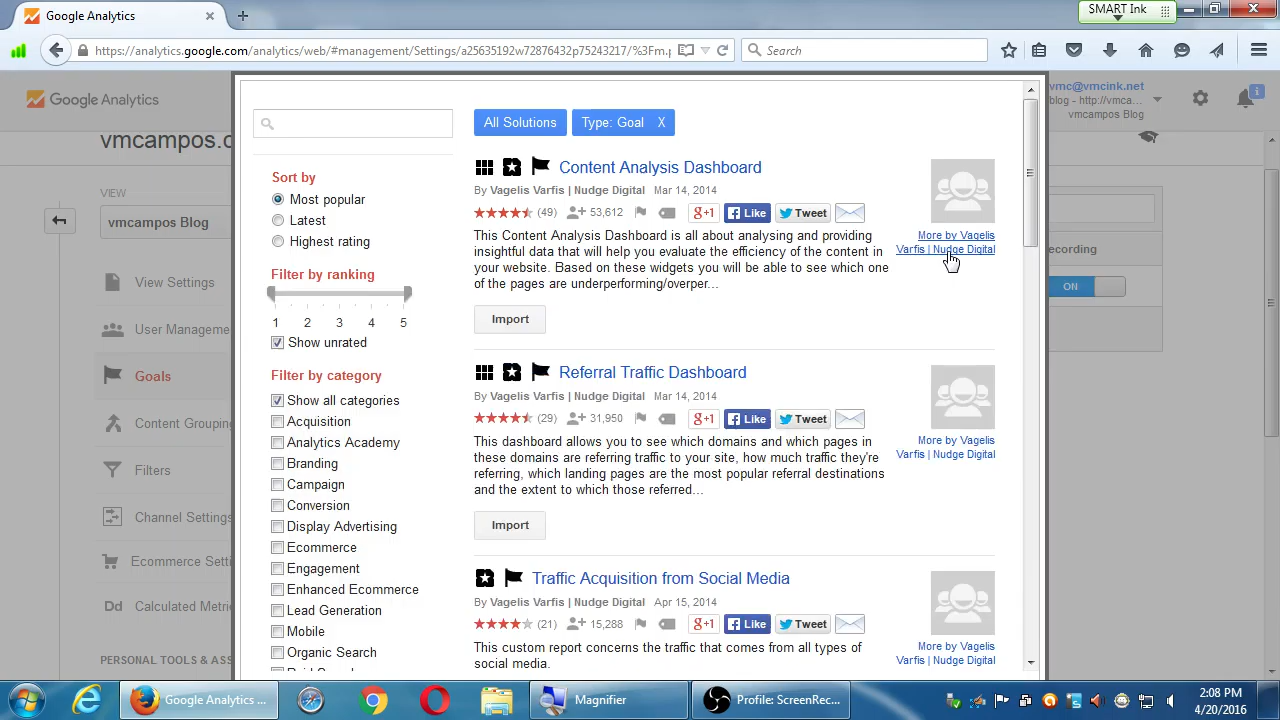 Google Analytics
SMART Ink
https://analytics.google.com/analytics/web/#management/Settings/a25635192w72876432p75243217/%3Fm.
Search
Google Analytics
vmc@vmcink.net
blog - http://vmca...
vmcampos Blog
vmcampos.
VIEW
vmcampos Blog
View Settings
User Manageme
Goals
Content Grouping
Filters
Channel Settings
Ecommerce Setti
Dd Calculated Metri
PERSONAL TOOLS & ASS
Sort by
Most popular
Latest
Highest rating
Filter by ranking
1 2 3 4 5
Show unrated
Filter by category
Show all categories
Acquisition
Analytics Academy
Branding
Campaign
Conversion
Display Advertising
Ecommerce
Engagement
Enhanced Ecommerce
Lead Generation
Mobile
Organic Search
All Solutions
Type: Goal X
Content Analysis Dashboard
By Vagelis Varfis | Nudge Digital Mar 14, 2014
(49) 53,612 g+1 Like Tweet
This Content Analysis Dashboard is all about analysing and providing
insightful data that will help you evaluate the efficiency of the content in
your website. Based on these widgets you will be able to see which one
of the pages are underperforming/overper...
More by Vagelis
Varfis | Nudge Digital
Import
Referral Traffic Dashboard
By Vagelis Varfis | Nudge Digital Mar 14, 2014
(29) 31,950 g+1 Like Tweet
This dashboard allows you to see which domains and which pages in
these domains are referring traffic to your site, how much traffic they're
referring, which landing pages are the most popular referral destinations
and the extent to which those referred...
More by Vagelis
Varfis | Nudge Digital
Import
Traffic Acquisition from Social Media
By Vagelis Varfis | Nudge Digital Apr 15, 2014
(21) 15,288 g+1 Like Tweet
This custom report concerns the traffic that comes from all types of
social media.
More by Vagelis
Varfis | Nudge Digital
ecording
ON
Google Analytics ...
Magnifier
Profile: ScreenRec...
2:08 PM
4/20/2016